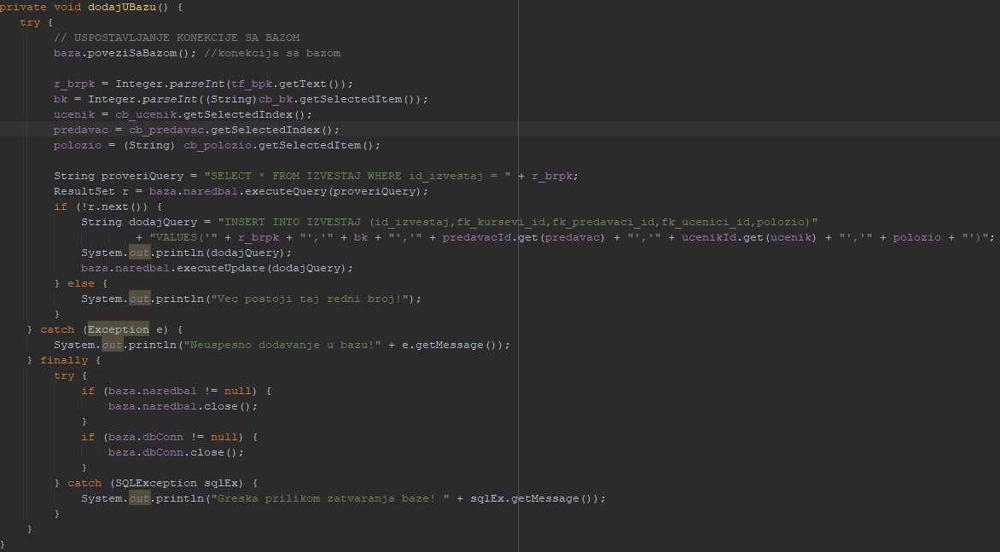 private void dodajUBazu() {
try {
// USPOSTAVLJANJE KONEKCIJE SA BAZOM
baza.poveziSaBazom(); //konekcija sa bazom
r_brpk = Integer.parseInt(tf_bpk.getText());
bk = Integer.parseInt((String)cb_bk.getSelectedItem());
ucenik = cb_ucenik.getSelectedIndex();
predavac = cb_predavac.getSelectedIndex();
polozio = (String) cb_polozio.getSelectedItem();
String proveriQuery = "SELECT * FROM IZVESTAJ WHERE id_izvestaj = " + r_brpk;
ResultSet r = baza.naredba1.executeQuery(proveriQuery);
if (!r.next()) {
String dodajQuery = "INSERT INTO IZVESTAJ (id_izvestaj,fk_kursevi_id,fk_predavaci_id,fk_ucenici_id,polozio)"
+ "VALUES('" + r_brpk + "','" + bk + "','" + predavacId.get(predavac) + "','" + ucenikId.get(ucenik) + "','" + polozio + "')";
System.out.println(dodajQuery);
baza.naredba1.executeUpdate(dodajQuery);
} else {
System.out.println("Vec postoji taj redni broj!");
}
} catch (Exception e) {
System.out.println("Neuspesno dodavanje u bazu!" + e.getMessage());
} finally {
try {
if (baza.naredba1 != null) {
baza.naredba1.close();
}
if (baza.dbConn != null) {
baza.dbConn.close();
}
} catch (SQLException sqlEx) {
System.out.println("Greska prilikom zatvaranja baze! " + sqlEx.getMessage());
}
}
}